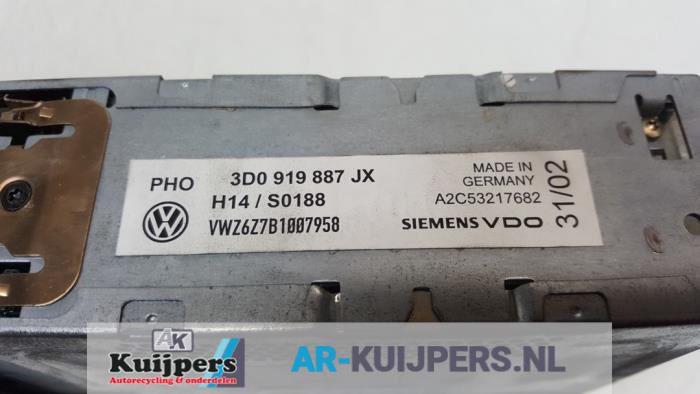 PHO
3D0 919 887 JX
H14 / S0188
VWZ6Z7B1007958
MADE IN
GERMANY
A2C53217682
SIEMENS VDO
31/02
AK
Kuijpers
Autorecycling & onderdelen
AR-KUIJPERS.NL